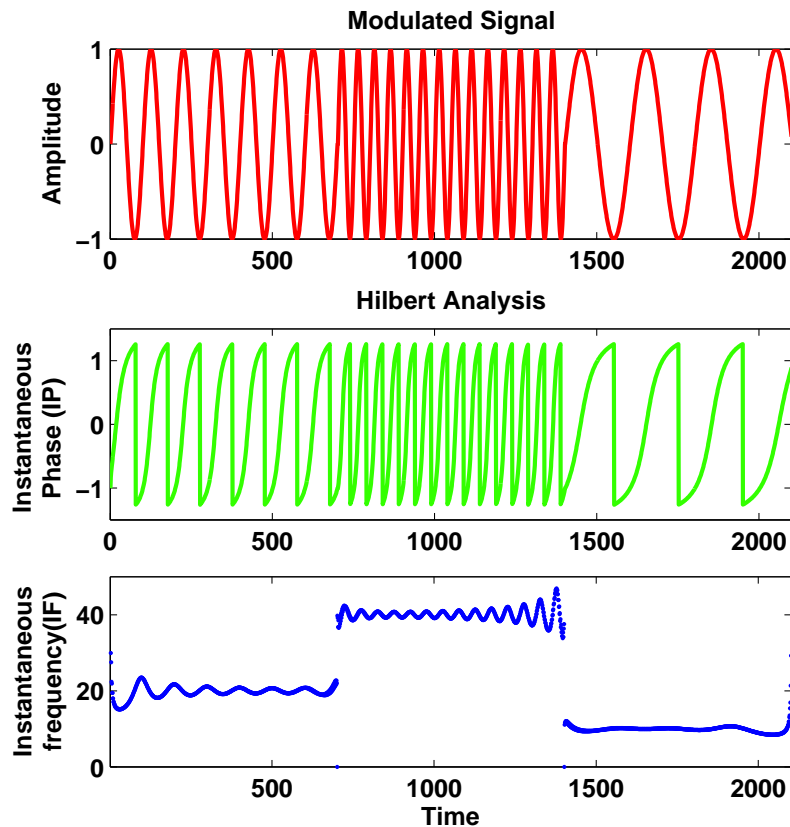 Modulated Signal
Amplitude
1
0
−1
0 500 1000 1500 2000
Hilbert Analysis
Instantaneous
Phase (IP)
1
0
−1
0 500 1000 1500 2000
Instantaneous
frequency(IF)
40
20
0
0 500 1000 1500 2000
Time